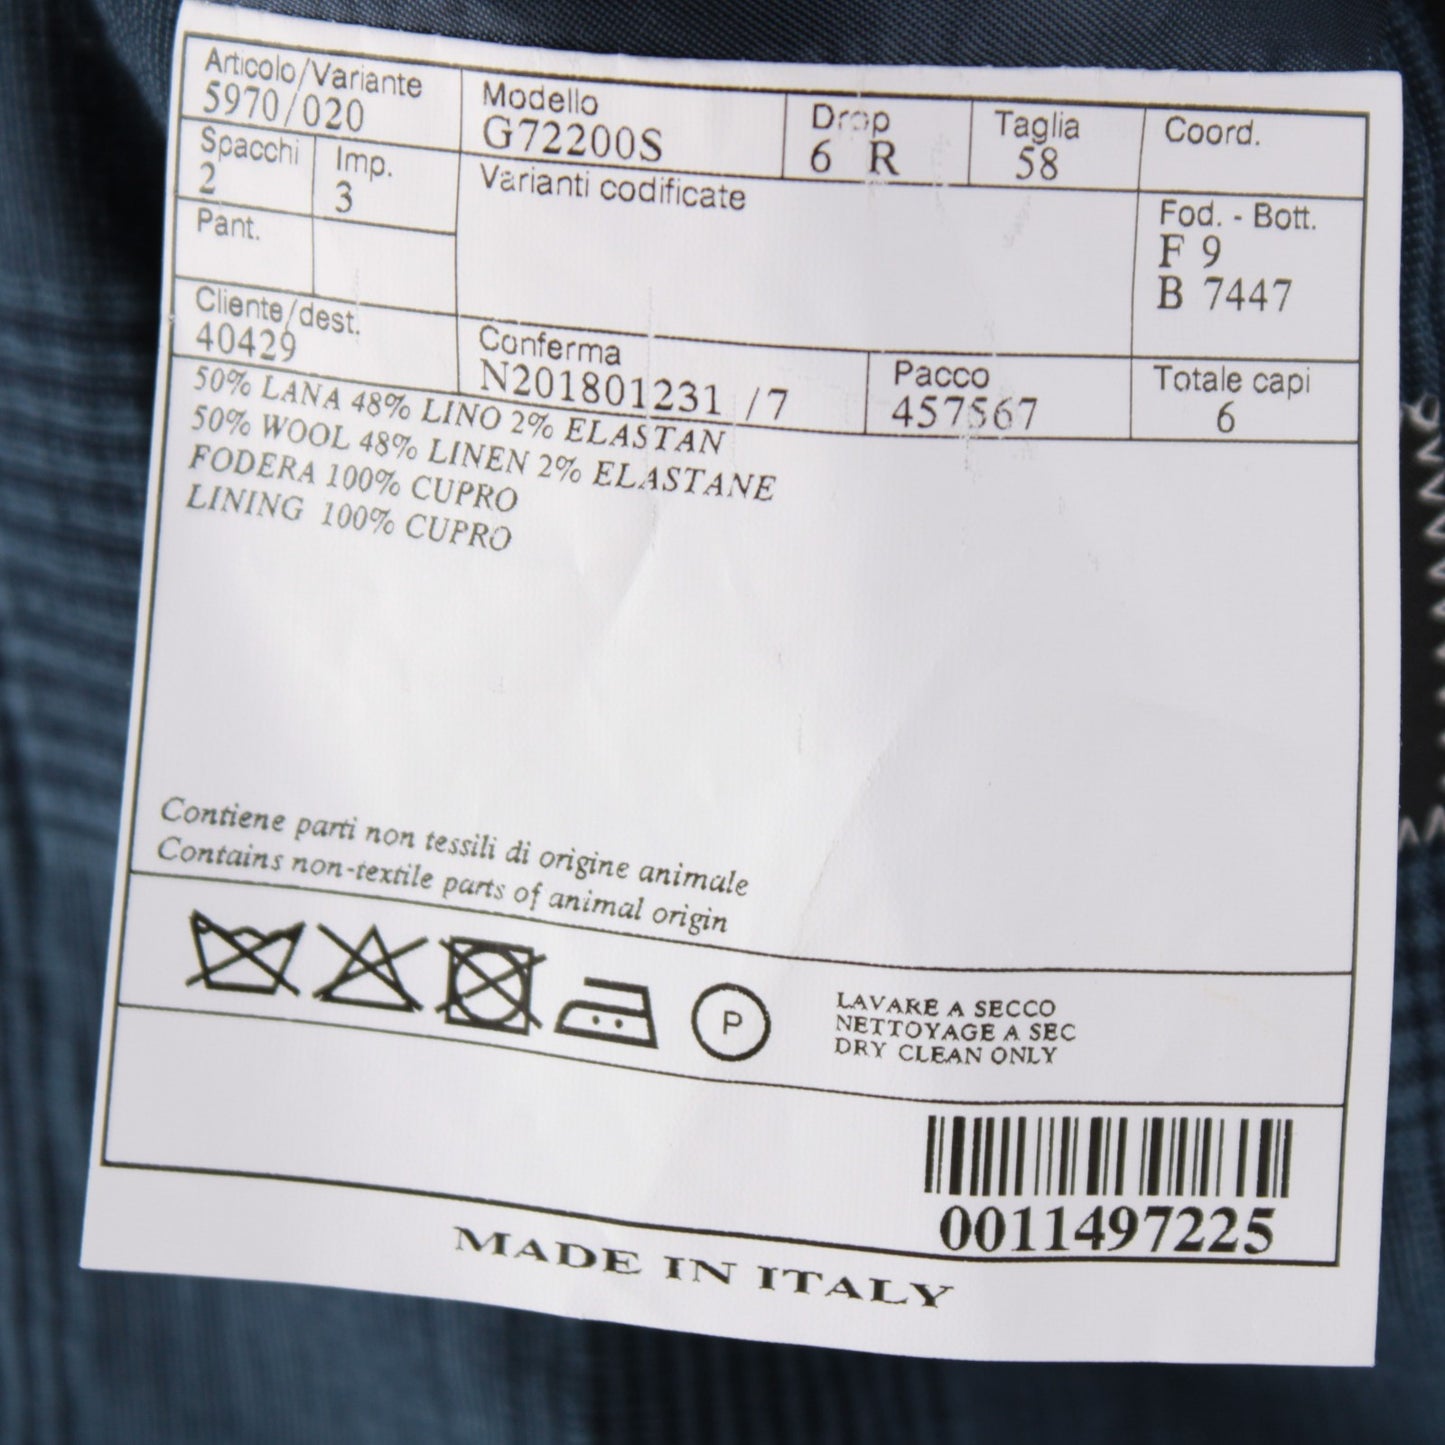 Articolo/Variante
5970/020
Modello
G72200S
Drop
6 R
Taglia
58
Coord.
Spacchi
2
Imp.
3
Varianti codificate
Fod. - Bott.
F 9
B 7447
Pant.
Cliente/dest.
40429
Conferma
N201801231 /7
Pacco
457567
Totale capi
6
50% LANA 48% LINO 2% ELASTAN
50% WOOL 48% LINEN 2% ELASTANE
FODERA 100% CUPRO
LINING 100% CUPRO
Contiene parti non tessili di origine animale
Contains non-textile parts of animal origin
P
LAVARE A SECCO
NETTOYAGE A SEC
DRY CLEAN ONLY
0011497225
MADE IN ITALY